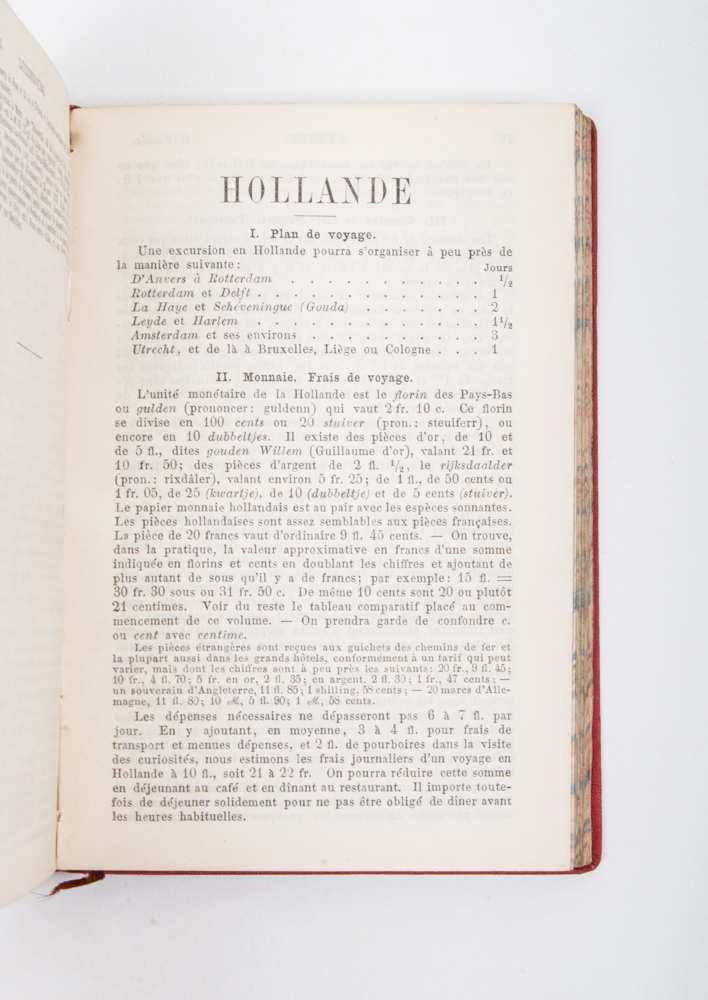 HOLLANDE
I. Plan de voyage.
Une excursion en Hollande pourra s'organiser à peu près de
la manière suivante: Jours
D'Anvers à Rotterdam . . . . . . . . . . . . 1/2
Rotterdam et Delft . . . . . . . . . . . . . 1
La Haye et Schéveningue (Gouda) . . . . . . . 2
Leyde et Harlem . . . . . . . . . . . . . 1 1/2
Amsterdam et ses environs . . . . . . . . . . 3
Utrecht, et de là à Bruxelles, Liège ou Cologne . . . 1
II. Monnaie. Frais de voyage.
L'unité monétaire de la Hollande est le florin des Pays-Bas
ou gulden (prononcer: guldenn) qui vaut 2 fr. 10 c. Ce florin
se divise en 100 cents ou 20 stuiver (pron.: steuiferr), ou
encore en 10 dubbeltjes. Il existe des pièces d'or, de 10 et
de 5 fl., dites gouden Willem (Guillaume d'or), valant 21 fr. et
10 fr. 50; des pièces d'argent de 2 fl. 1/2, le rijksdaalder
(pron.: rixdâler), valant environ 5 fr. 25; de 1 fl., de 50 cents ou
1 fr. 05, de 25 (kwartje), de 10 (dubbeltje) et de 5 cents (stuiver).
Le papier monnaie hollandais est au pair avec les espèces sonnantes.
Les pièces hollandaises sont assez semblables aux pièces françaises.
La pièce de 20 francs vaut d'ordinaire 9 fl. 45 cents. — On trouve,
dans la pratique, la valeur approximative en francs d'une somme
indiquée en florins et cents en doublant les chiffres et ajoutant de
plus autant de sous qu'il y a de francs; par exemple: 15 fl. =
30 fr. 30 sous ou 31 fr. 50 c. De même 10 cents sont 20 ou plutôt
21 centimes. Voir du reste le tableau comparatif placé au com-
mencement de ce volume. — On prendra garde de confondre c.
ou cent avec centime.
Les pièces étrangères sont reçues aux guichets des chemins de fer et
la plupart aussi dans les grands hôtels, conformément à un tarif qui peut
varier, mais dont les chiffres sont à peu près les suivants: 20 fr., 9 fl. 45;
10 fr., 4 fl. 70; 5 fr. en or, 2 fl. 35; en argent, 2 fl. 30; 1 fr., 47 cents; —
un souverain d'Angleterre, 11 fl. 85; 1 shilling, 58 cents; — 20 marcs d'Alle-
magne, 11 fl. 80; 10 M., 5 fl. 90; 1 M., 58 cents.
Les dépenses nécessaires ne dépasseront pas 6 à 7 fl. par
jour. En y ajoutant, en moyenne, 3 à 4 fl. pour frais de
transport et menues dépenses, et 2 fl. de pourboires dans la visite
des curiosités, nous estimons les frais journaliers d'un voyage en
Hollande à 10 fl., soit 21 à 22 fr. On pourra réduire cette somme
en déjeunant au café et en dînant au restaurant. Il importe toute-
fois de déjeuner solidement pour ne pas être obligé de dîner avant
les heures habituelles.